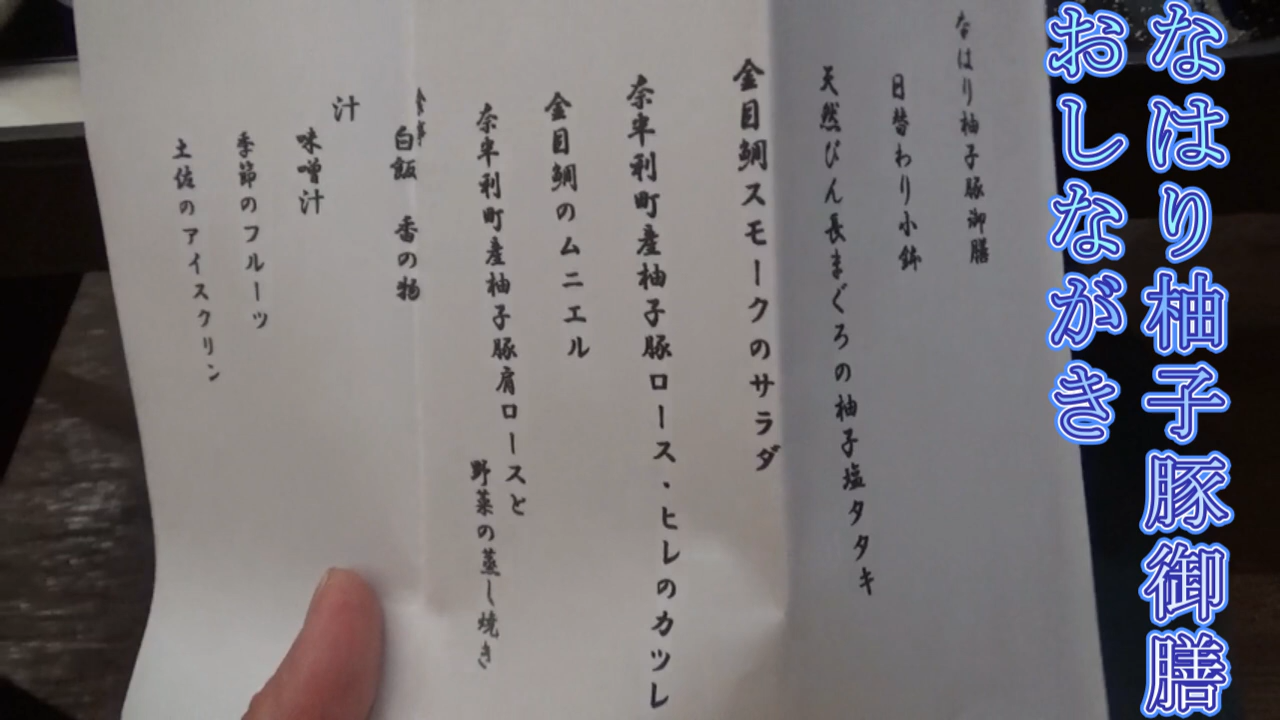 なはり柚子豚御膳
おしながき
なはり柚子豚御膳
日替わり小鉢
天然びん長まぐろの柚子塩タタキ
金目鯛スモークのサラダ
奈半利町産柚子豚ロース・ヒレのカツレ
金目鯛のムニエル
奈半利町産柚子豚肩ロースと
野菜の蒸し焼き
白飯 香の物
汁
味噌汁
季節のフルーツ
土佐のアイスクリン